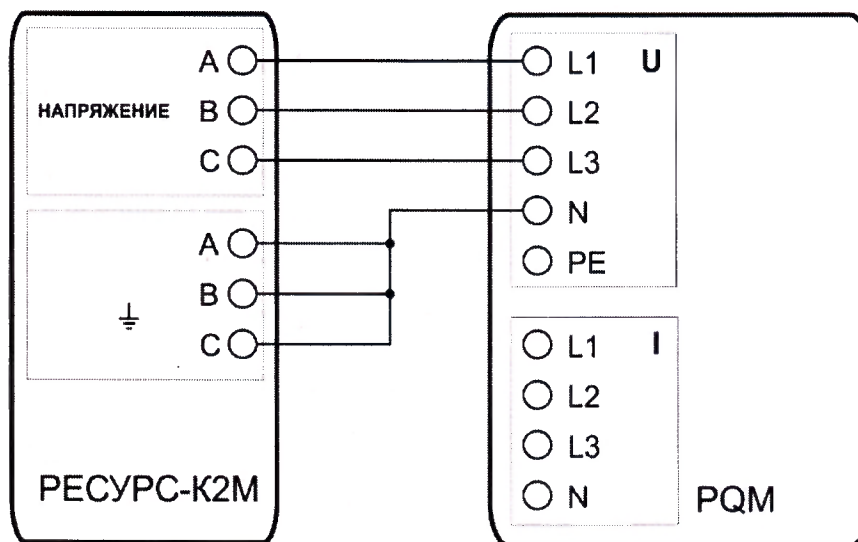 A
НАПРЯЖЕНИЕ B
C
A
B
C
РЕСУРС-К2М
L1 U
L2
L3
N
PE
L1 I
L2
L3
N
PQM